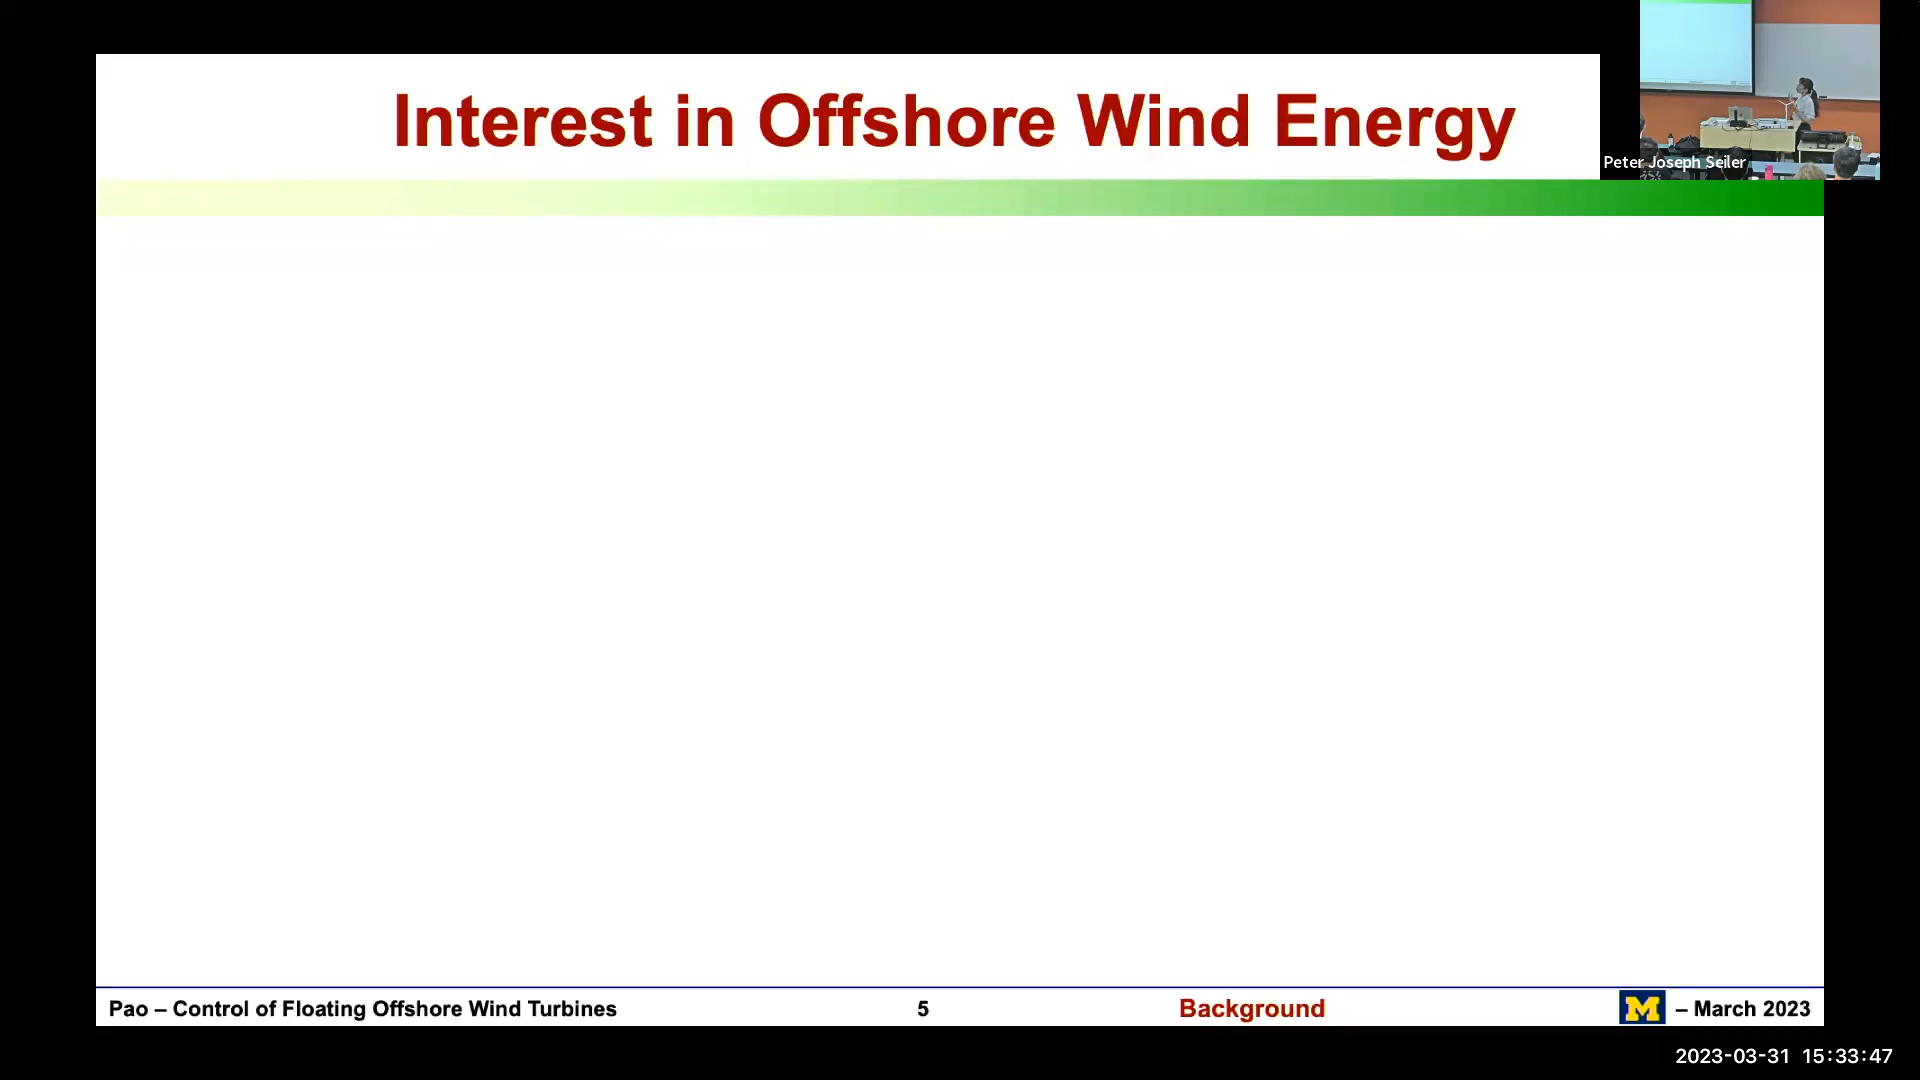 Interest in Offshore Wind Energy
Peter Joseph Seiler
Pao – Control of Floating Offshore Wind Turbines
5
Background
M – March 2023
2023-03-31 15:33:47